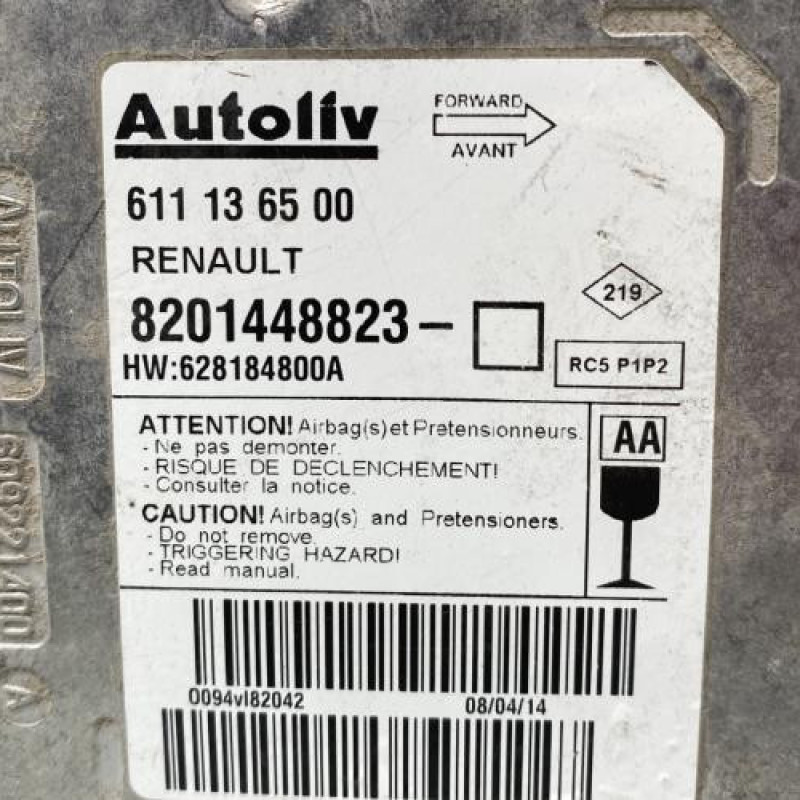 Autoliv
FORWARD
AVANT
611 13 65 00
RENAULT
8201448823-
219
HW:628184800A
RC5 P1P2
ATTENTION! Airbag(s) et Pretensionneurs.
- Ne pas demonter.
- RISQUE DE DECLENCHEMENT!
- Consulter la notice.
AA
CAUTION! Airbag(s) and Pretensioners.
- Do not remove.
- TRIGGERING HAZARD!
- Read manual.
0094vl82042
08/04/14
AUTOLIV
609221400
A